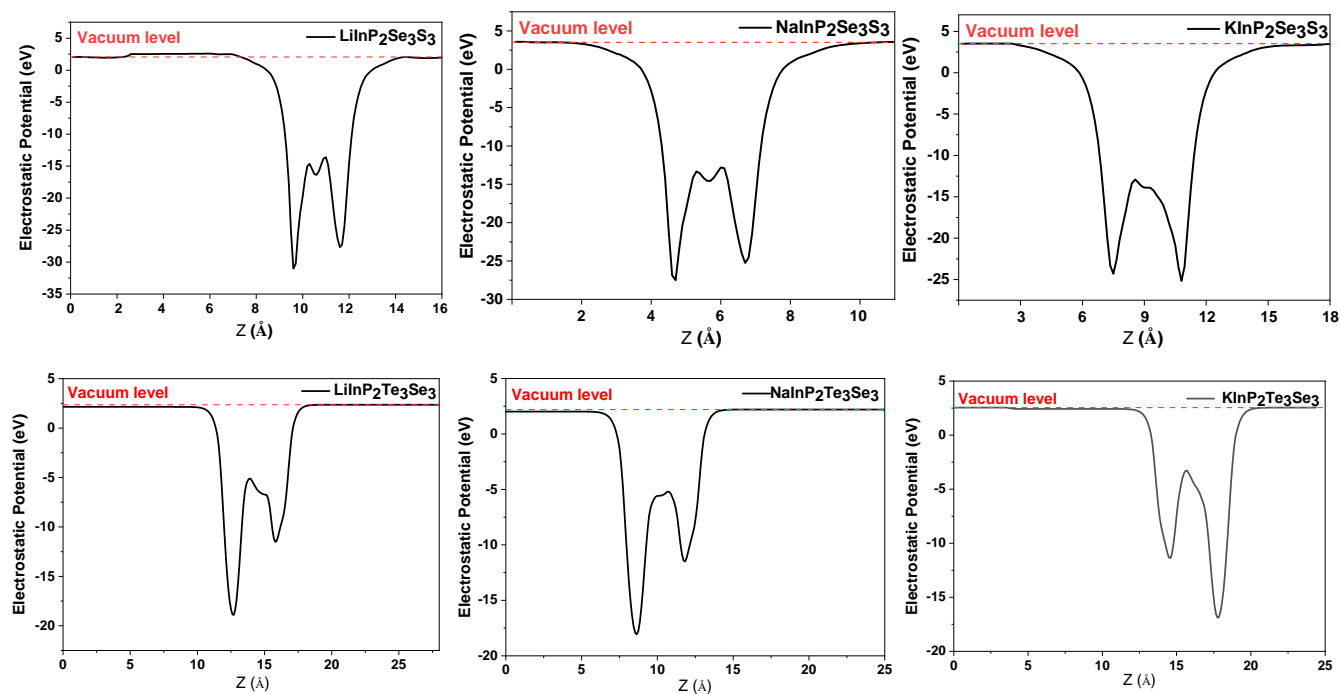 Vacuum level
LiInP2Se3S3
Electrostatic Potential (eV)
5
0
-5
-10
-15
-20
-25
-30
-35
0 2 4 6 8 10 12 14 16
Z (Å)
Vacuum level
NaInP2Se3S3
Electrostatic Potential (eV)
5
0
-5
-10
-15
-20
-25
-30
2 4 6 8 10
Z (Å)
Vacuum level
KInP2Se3S3
Electrostatic Potential (eV)
5
0
-5
-10
-15
-20
-25
3 6 9 12 15 18
Z (Å)
Vacuum level
LiInP2Te3Se3
Electrostatic Potential (eV)
5
0
-5
-10
-15
-20
0 5 10 15 20 25
Z (Å)
Vacuum level
NaInP2Te3Se3
Electrostatic Potential (eV)
5
0
-5
-10
-15
-20
0 5 10 15 20 25
Z (Å)
Vacuum level
KInP2Te3Se3
Electrostatic Potential (eV)
5
0
-5
-10
-15
-20
0 5 10 15 20 25
Z (Å)